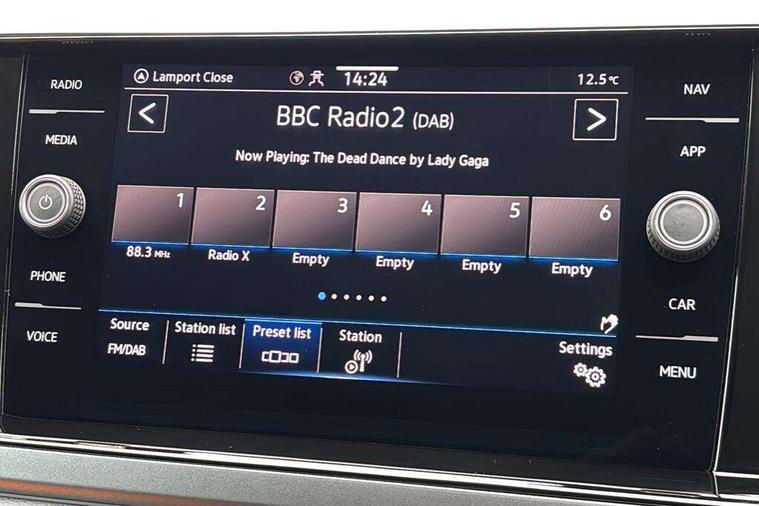 RADIO
MEDIA
PHONE
VOICE
Lamport Close
14:24
12.5°C
BBC Radio2 (DAB)
Now Playing: The Dead Dance by Lady Gaga
1 2 3 4 5 6
88.3 MHz Radio X Empty Empty Empty Empty
Source Station list Preset list Station Settings
FM/DAB
NAV
APP
CAR
MENU